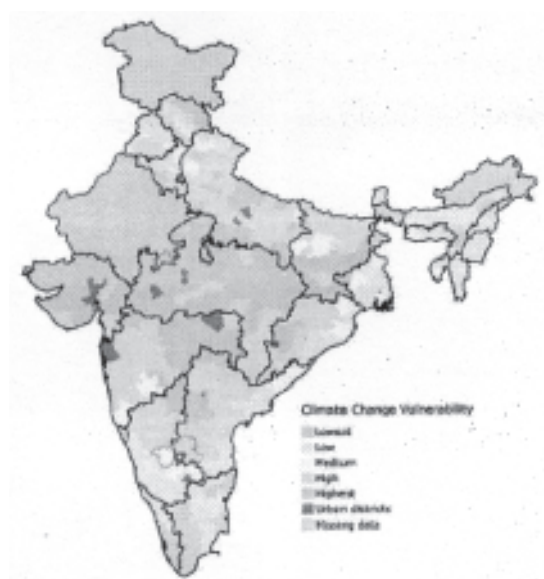 Climate Change Vulnerability
Lowest
Low
Medium
High
Highest
Urban districts
Missing data